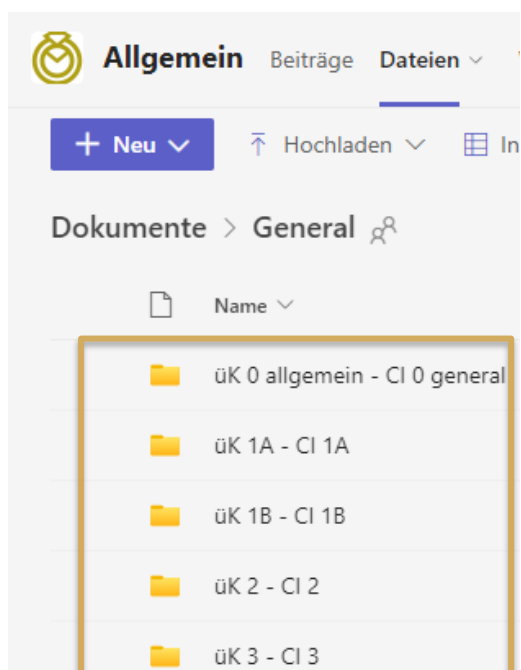 Allgemein Beiträge Dateien
+ Neu Hochladen In
Dokumente > General
Name
üK 0 allgemein - CI 0 general
üK 1A - CI 1A
üK 1B - CI 1B
üK 2 - CI 2
üK 3 - CI 3